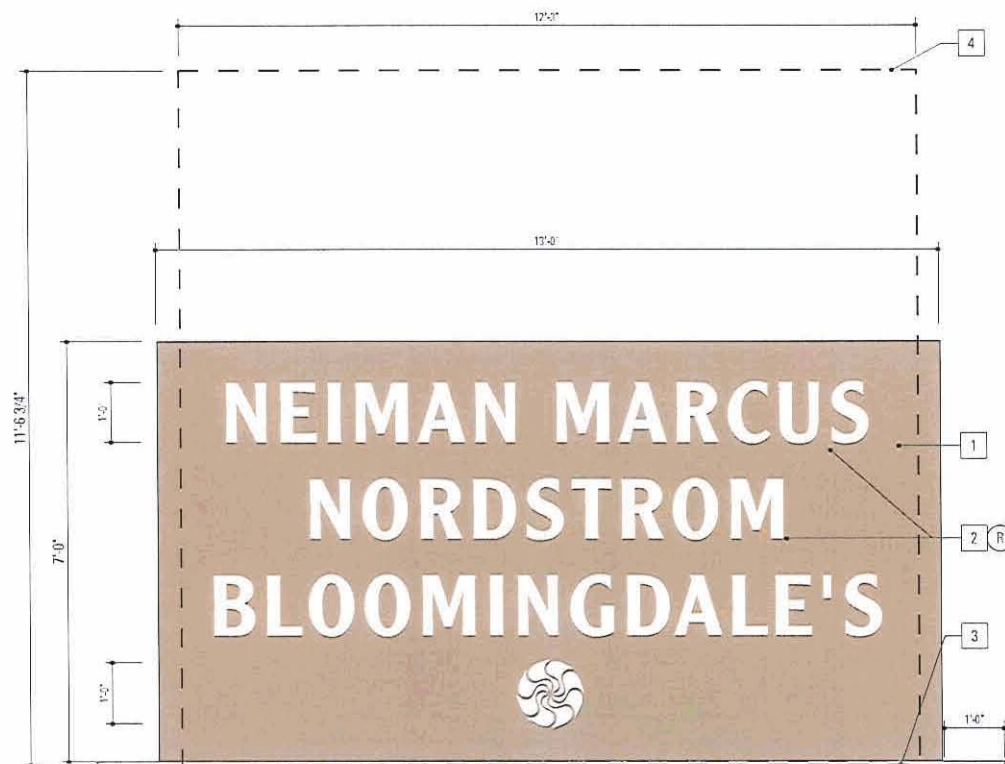 12'-0"
4
13'-0"
11'-6 3/4"
7'-0"
1'-0"
NEIMAN MARCUS
1
NORDSTROM
2 R
BLOOMINGDALE'S
3
1'-0"
1'-0"